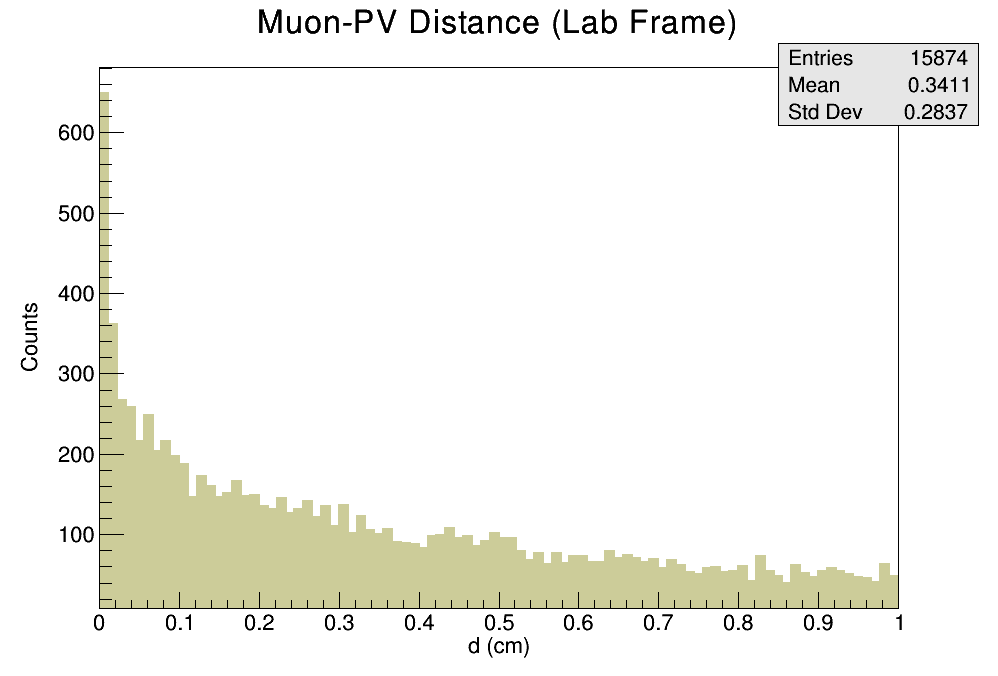 Muon-PV Distance (Lab Frame)
Entries 15874
Mean 0.3411
Std Dev 0.2837
Counts
600
500
400
300
200
100
0 0.1 0.2 0.3 0.4 0.5 0.6 0.7 0.8 0.9 1
d (cm)